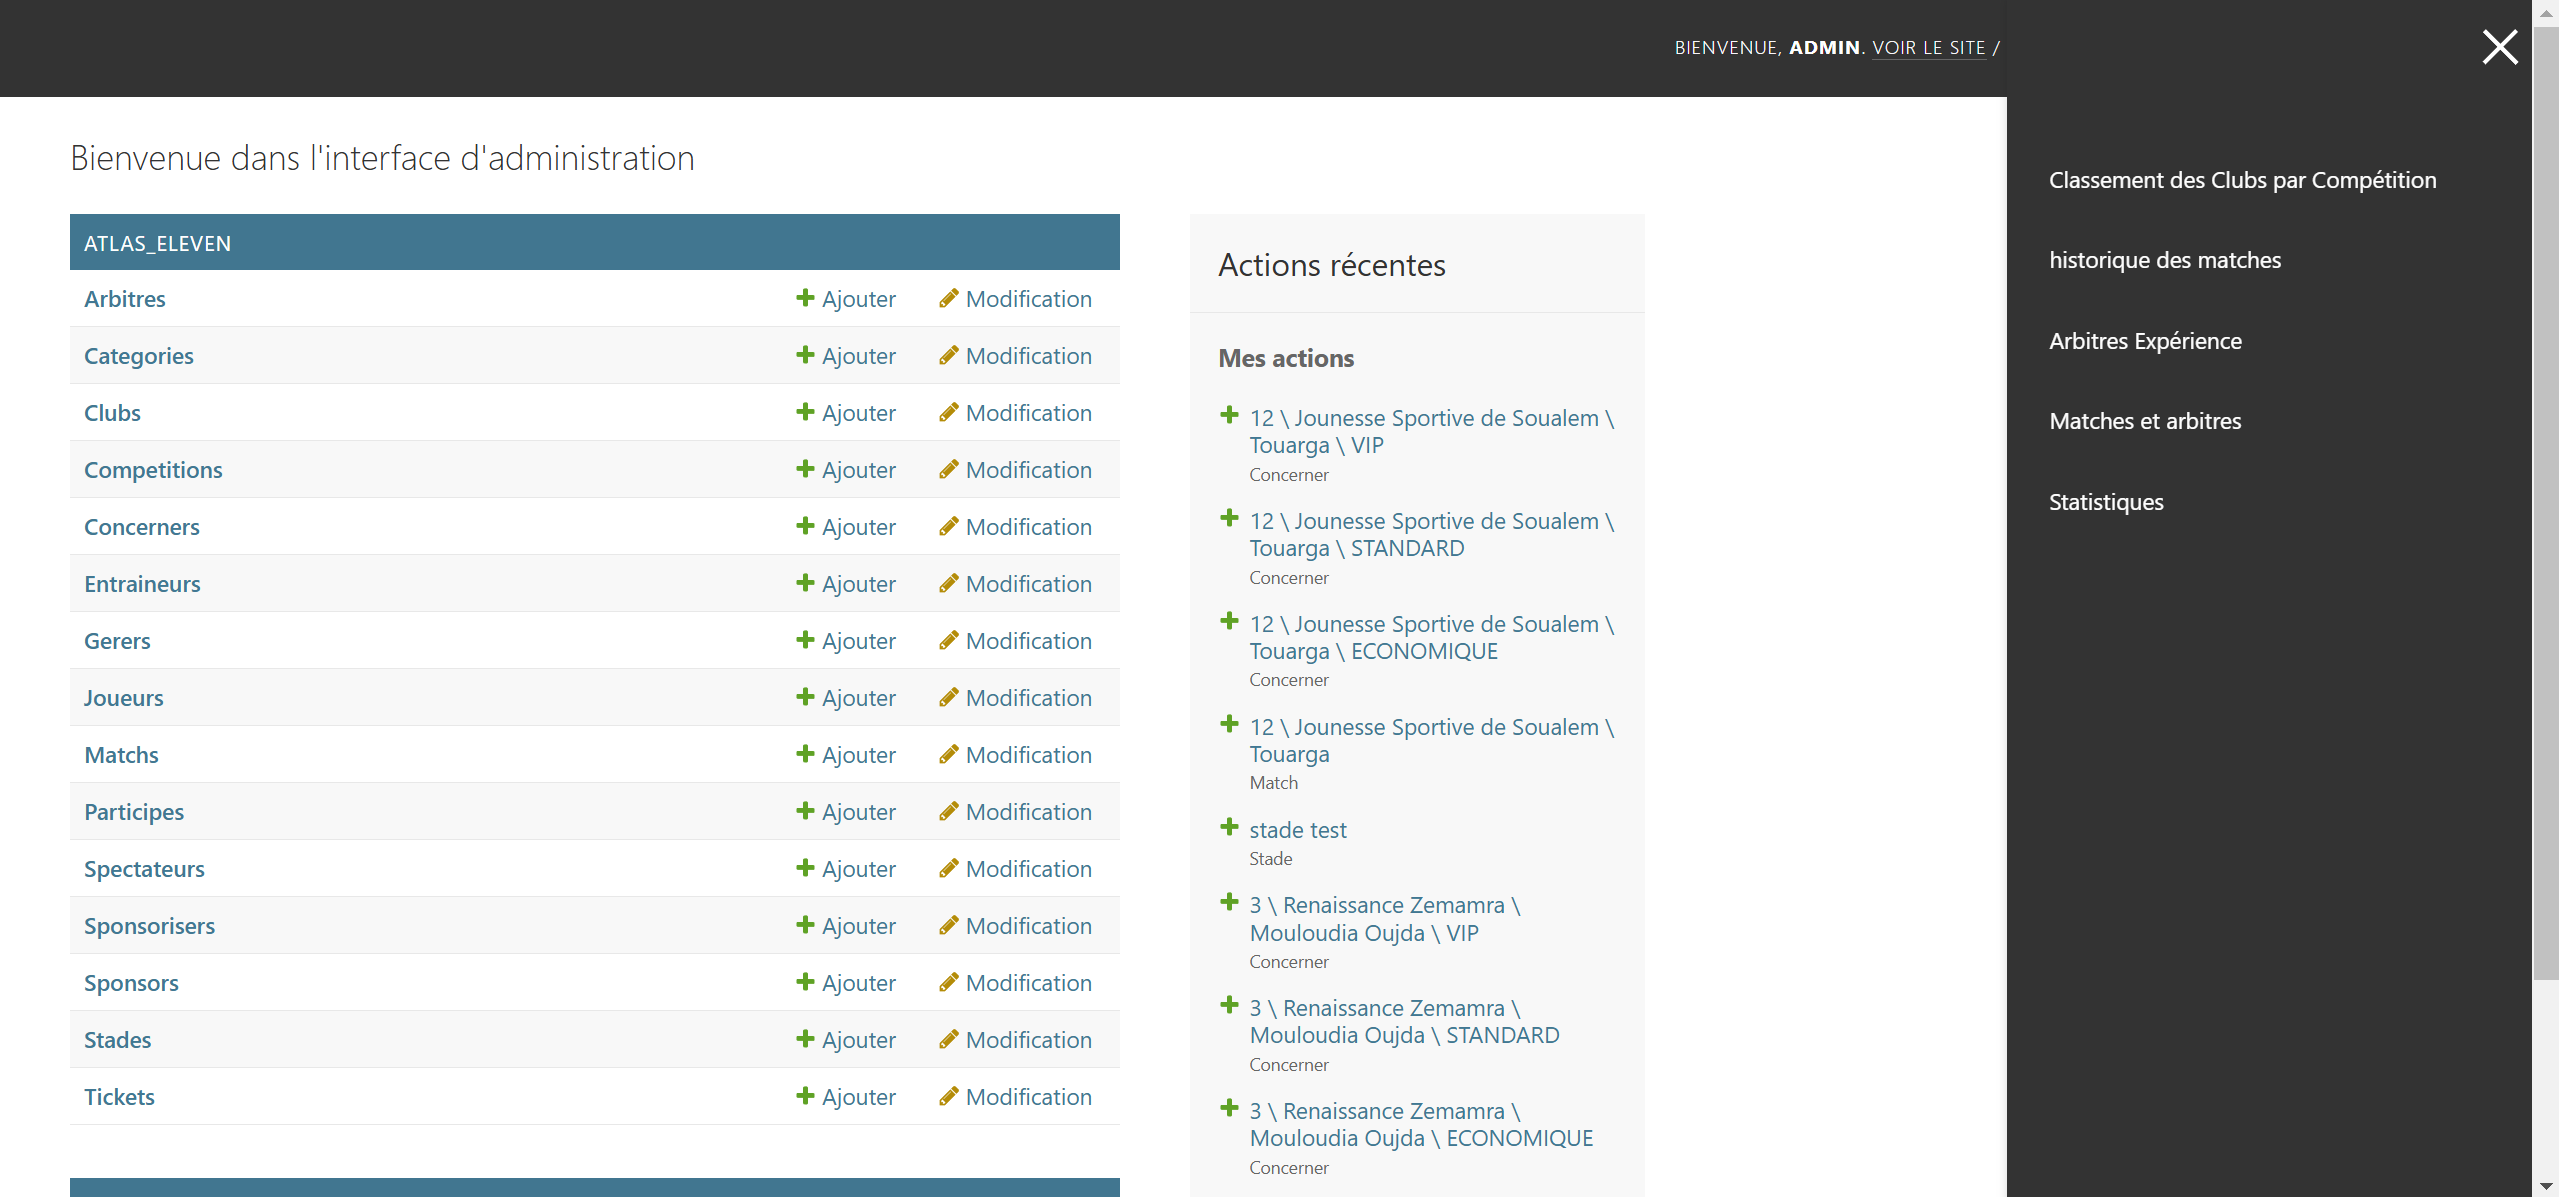 BIENVENUE, ADMIN. VOIR LE SITE /
Bienvenue dans l'interface d'administration
ATLAS_ELEVEN
Arbitres Ajouter Modification
Categories Ajouter Modification
Clubs Ajouter Modification
Competitions Ajouter Modification
Concerners Ajouter Modification
Entraineurs Ajouter Modification
Gerers Ajouter Modification
Joueurs Ajouter Modification
Matchs Ajouter Modification
Participes Ajouter Modification
Spectateurs Ajouter Modification
Sponsorisers Ajouter Modification
Sponsors Ajouter Modification
Stades Ajouter Modification
Tickets Ajouter Modification
Actions récentes
Mes actions
12 \ Jounesse Sportive de Soualem \
Touarga \ VIP
Concerner
12 \ Jounesse Sportive de Soualem \
Touarga \ STANDARD
Concerner
12 \ Jounesse Sportive de Soualem \
Touarga \ ECONOMIQUE
Concerner
12 \ Jounesse Sportive de Soualem \
Touarga
Match
stade test
Stade
3 \ Renaissance Zemamra \
Mouloudia Oujda \ VIP
Concerner
3 \ Renaissance Zemamra \
Mouloudia Oujda \ STANDARD
Concerner
3 \ Renaissance Zemamra \
Mouloudia Oujda \ ECONOMIQUE
Concerner
Classement des Clubs par Compétition
historique des matches
Arbitres Expérience
Matches et arbitres
Statistiques